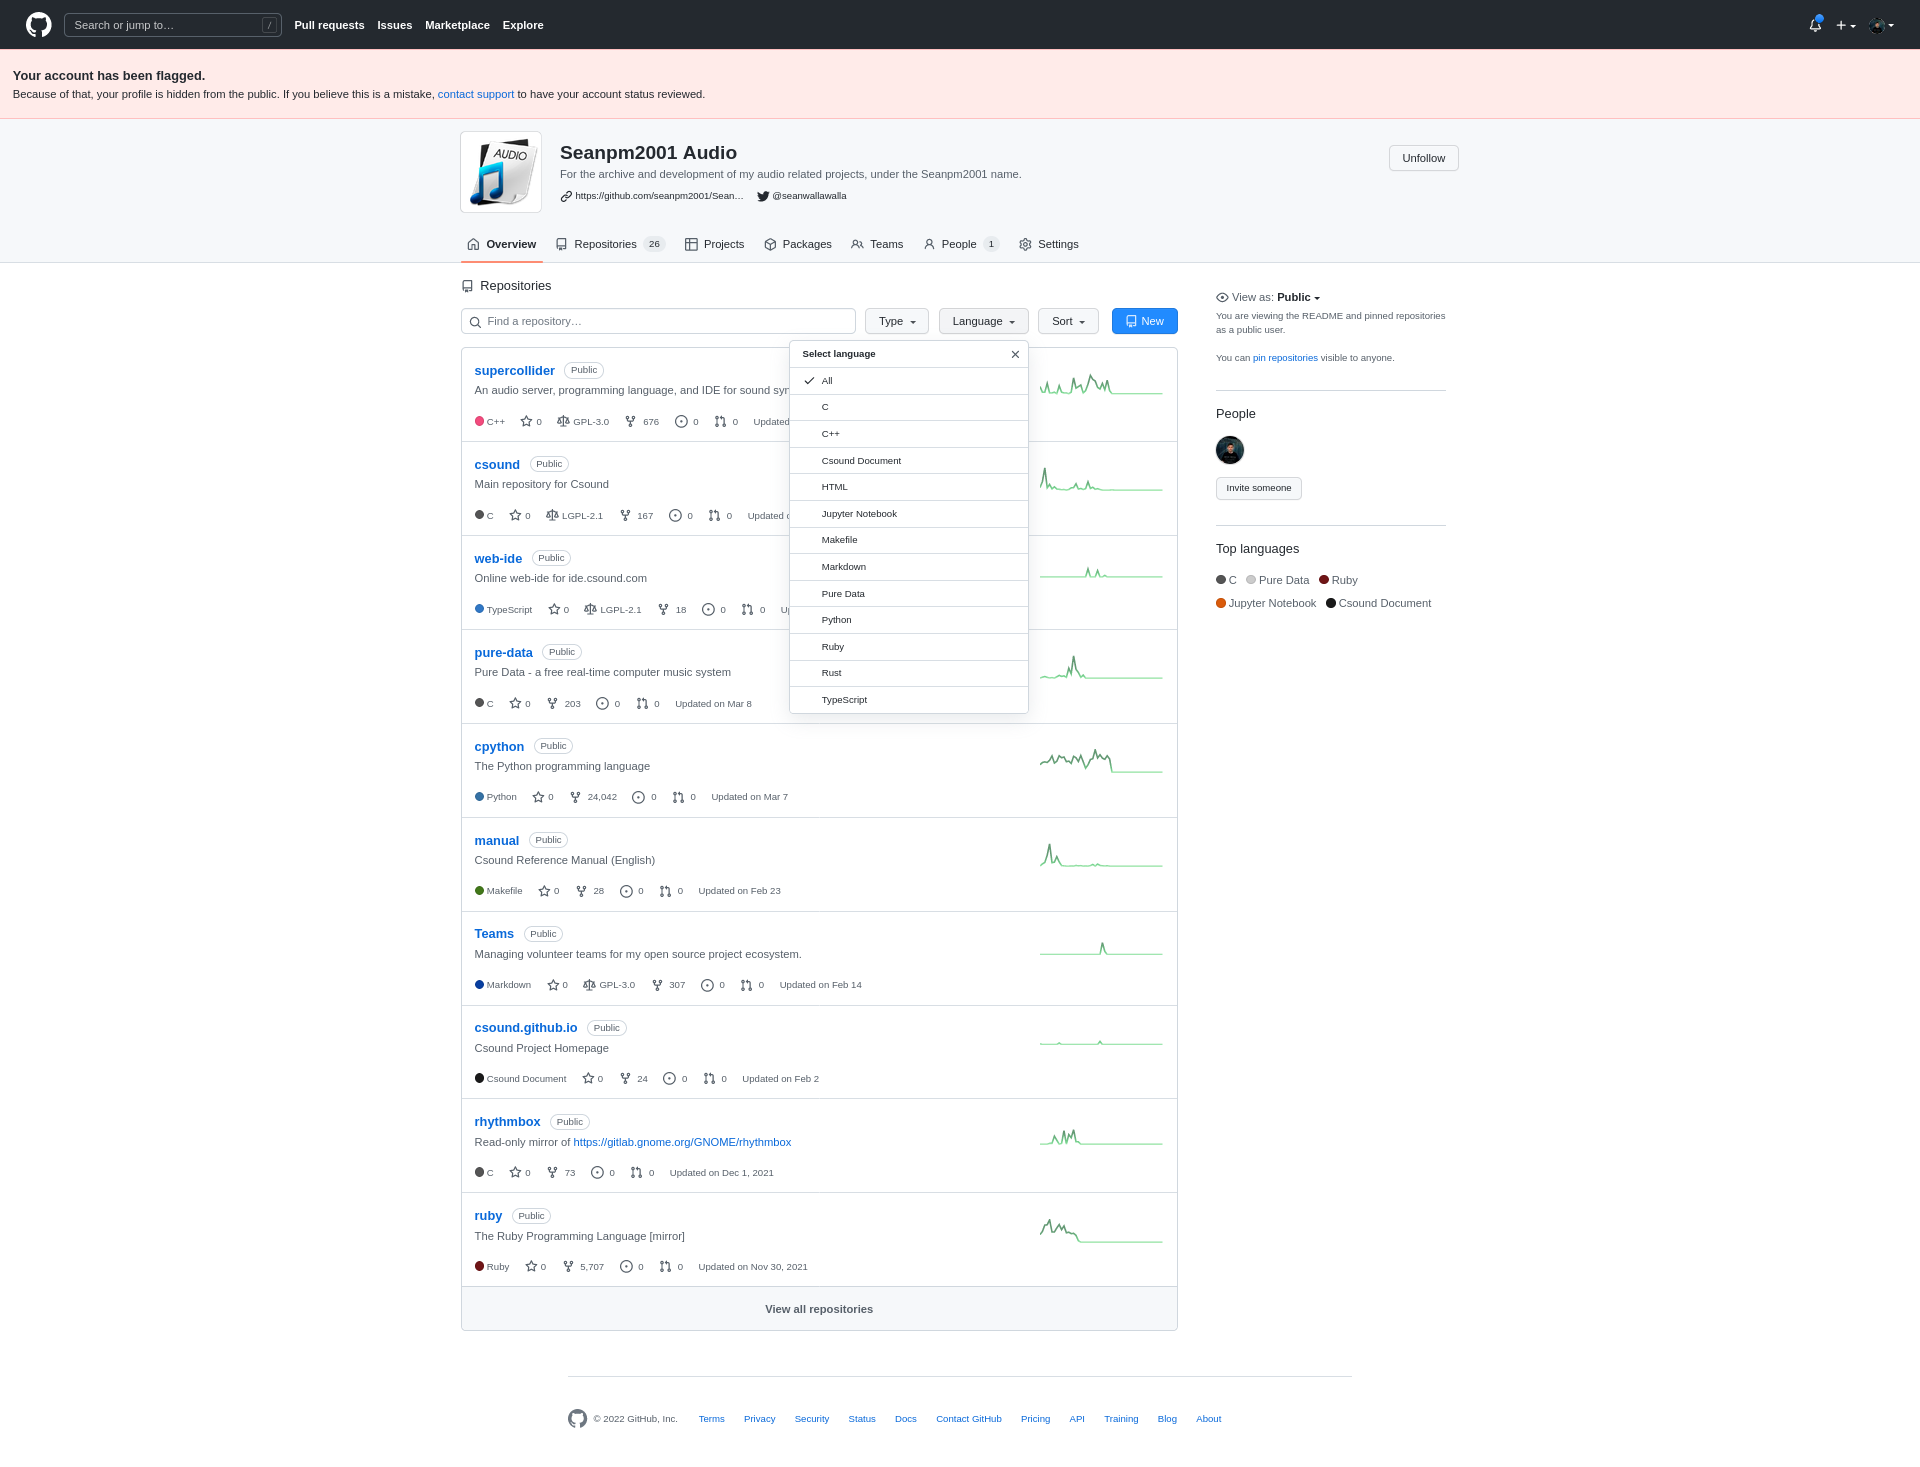 Search or jump to… /
Pull requests Issues Marketplace Explore
Your account has been flagged.
Because of that, your profile is hidden from the public. If you believe this is a mistake, contact support to have your account status reviewed.
AUDIO
Seanpm2001 Audio
For the archive and development of my audio related projects, under the Seanpm2001 name.
https://github.com/seanpm2001/Sean… @seanwallawalla
Unfollow
Overview Repositories 26 Projects Packages Teams People 1 Settings
Repositories
Find a repository… Type Language Sort New
Select language
All
C
C++
Csound Document
HTML
Jupyter Notebook
Makefile
Markdown
Pure Data
Python
Ruby
Rust
TypeScript
supercollider Public
An audio server, programming language, and IDE for sound syn
C++ 0 GPL-3.0 676 0 0 Updated
csound Public
Main repository for Csound
C 0 LGPL-2.1 167 0 0 Updated
web-ide Public
Online web-ide for ide.csound.com
TypeScript 0 LGPL-2.1 18 0 0
pure-data Public
Pure Data - a free real-time computer music system
C 0 203 0 0 Updated on Mar 8
cpython Public
The Python programming language
Python 0 24,042 0 0 Updated on Mar 7
manual Public
Csound Reference Manual (English)
Makefile 0 28 0 0 Updated on Feb 23
Teams Public
Managing volunteer teams for my open source project ecosystem.
Markdown 0 GPL-3.0 307 0 0 Updated on Feb 14
csound.github.io Public
Csound Project Homepage
Csound Document 0 24 0 0 Updated on Feb 2
rhythmbox Public
Read-only mirror of https://gitlab.gnome.org/GNOME/rhythmbox
C 0 73 0 0 Updated on Dec 1, 2021
ruby Public
The Ruby Programming Language [mirror]
Ruby 0 5,707 0 0 Updated on Nov 30, 2021
View all repositories
View as: Public
You are viewing the README and pinned repositories
as a public user.
You can pin repositories visible to anyone.
People
Invite someone
Top languages
C Pure Data Ruby
Jupyter Notebook Csound Document
© 2022 GitHub, Inc. Terms Privacy Security Status Docs Contact GitHub Pricing API Training Blog About